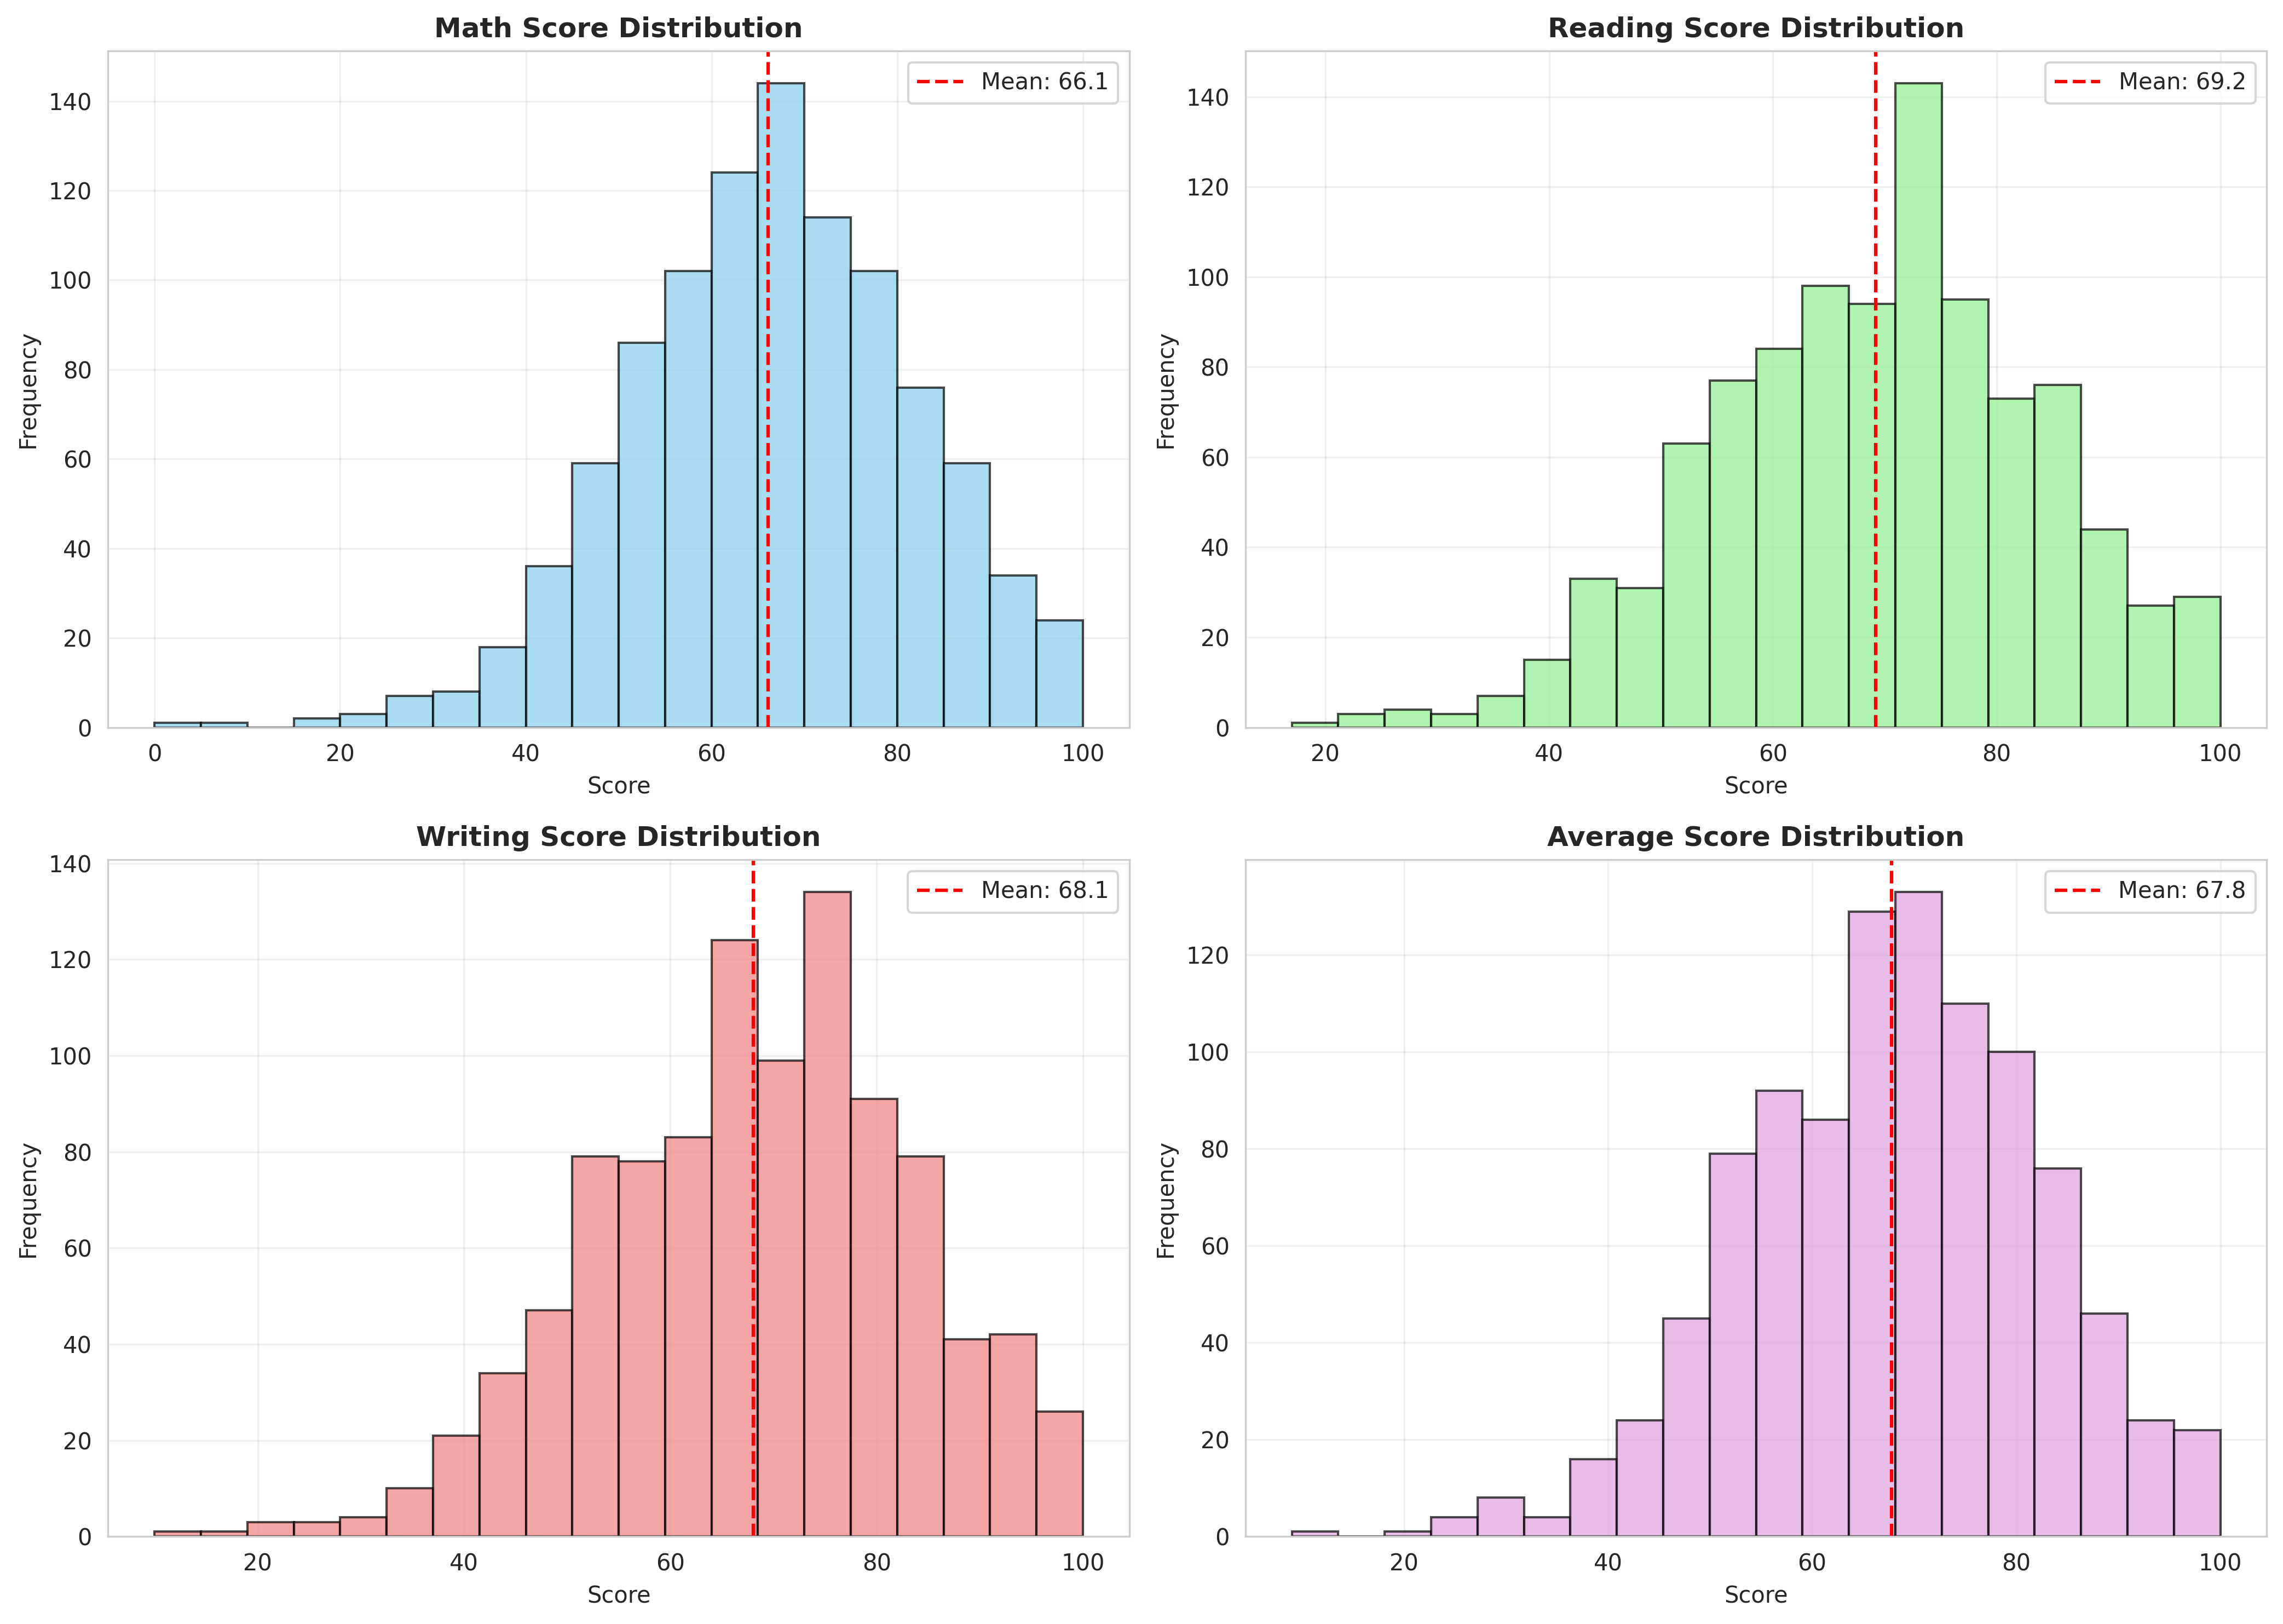 Math Score Distribution
Mean: 66.1
140
120
100
80
60
40
20
0
Frequency
0 20 40 60 80 100
Score
Reading Score Distribution
Mean: 69.2
140
120
100
80
60
40
20
0
Frequency
20 40 60 80 100
Score
Writing Score Distribution
Mean: 68.1
140
120
100
80
60
40
20
0
Frequency
20 40 60 80 100
Score
Average Score Distribution
Mean: 67.8
120
100
80
60
40
20
0
Frequency
20 40 60 80 100
Score